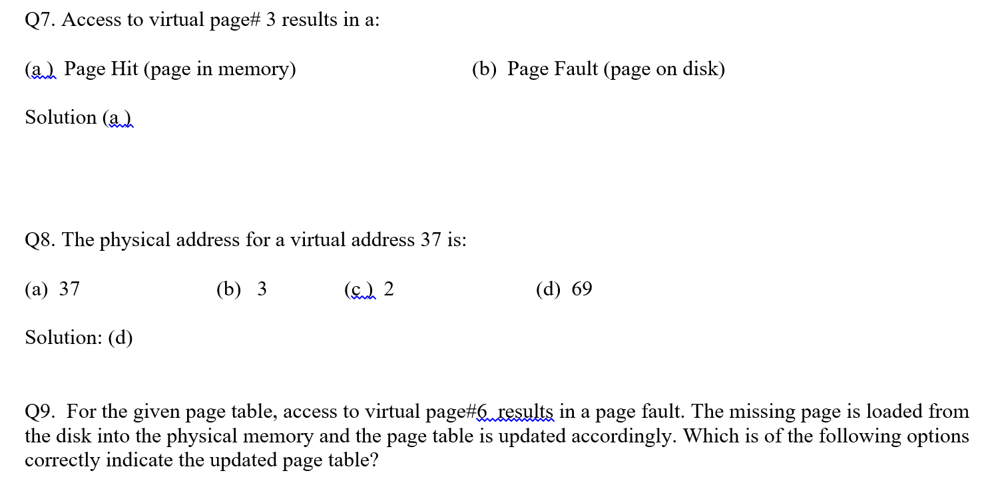 Q7. Access to virtual page# 3 results in a:
(a ) Page Hit (page in memory) (b) Page Fault (page on disk)
Solution (a )
Q8. The physical address for a virtual address 37 is:
(a) 37 (b) 3 (c ) 2 (d) 69
Solution: (d)
Q9. For the given page table, access to virtual page#6 results in a page fault. The missing page is loaded from
the disk into the physical memory and the page table is updated accordingly. Which is of the following options
correctly indicate the updated page table?